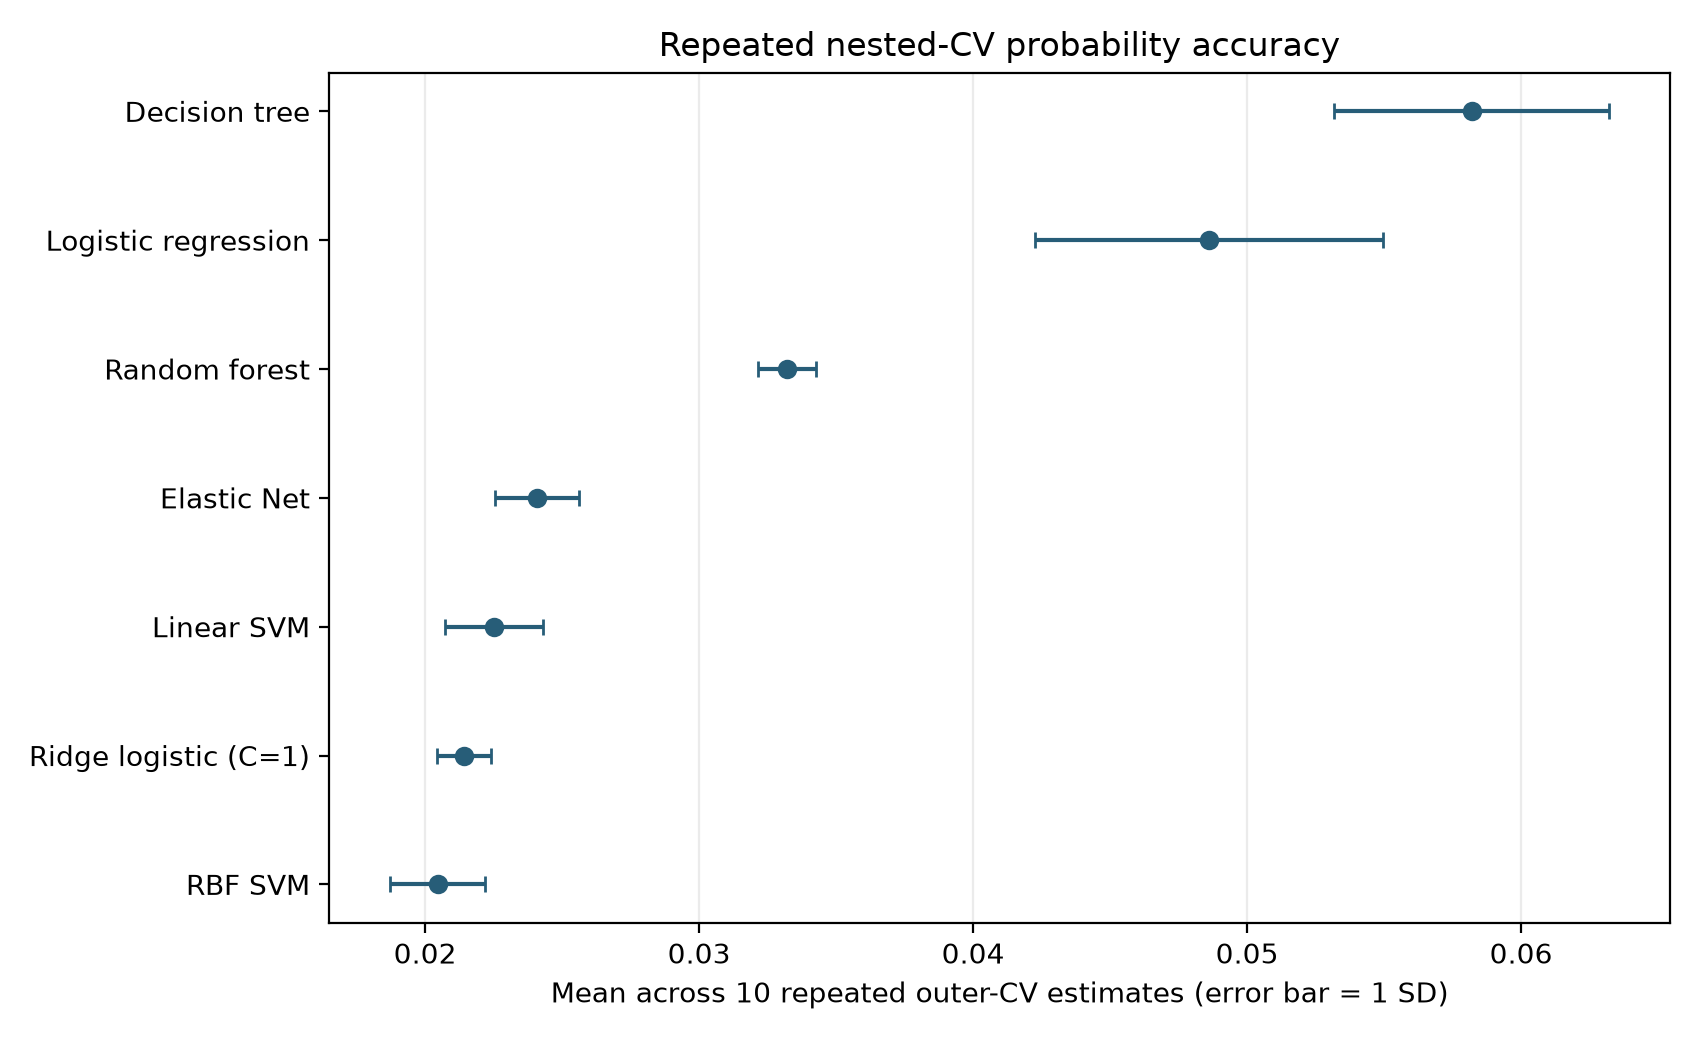 Repeated nested-CV probability accuracy
Decision tree
Logistic regression
Random forest
Elastic Net
Linear SVM
Ridge logistic (C=1)
RBF SVM
0.02 0.03 0.04 0.05 0.06
Mean across 10 repeated outer-CV estimates (error bar = 1 SD)